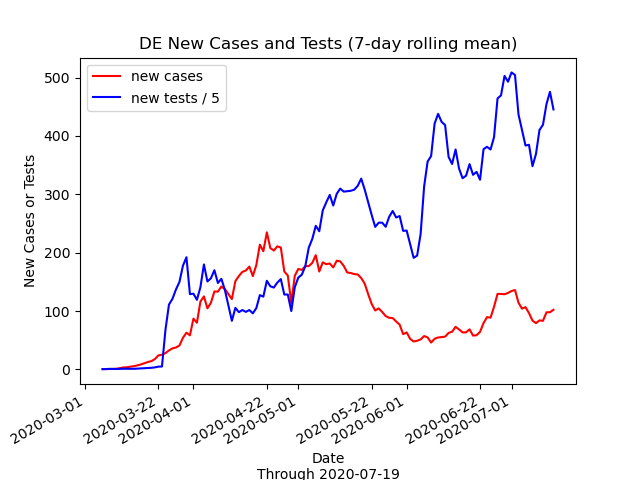 DE New Cases and Tests (7-day rolling mean)
new cases
new tests / 5
New Cases or Tests
500
400
300
200
100
0
2020-03-01
2020-03-22
2020-04-01
2020-04-22
2020-05-01
2020-05-22
2020-06-01
2020-06-22
2020-07-01
Date
Through 2020-07-19